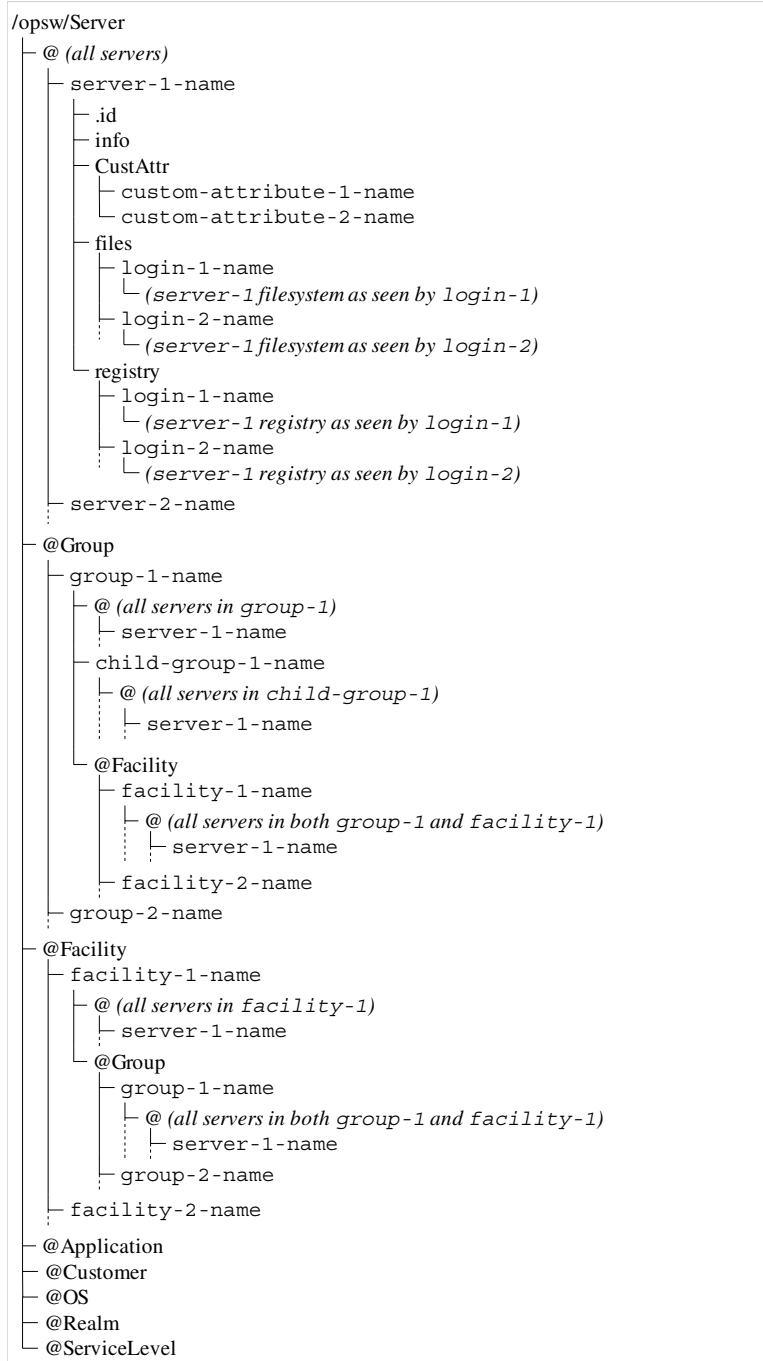 /opsw/Server
@ (all servers)
server-1-name
.id
info
CustAttr
custom-attribute-1-name
custom-attribute-2-name
files
login-1-name
(server-1 filesystem as seen by login-1)
login-2-name
(server-1 filesystem as seen by login-2)
registry
login-1-name
(server-1 registry as seen by login-1)
login-2-name
(server-1 registry as seen by login-2)
server-2-name
@Group
group-1-name
@ (all servers in group-1)
server-1-name
child-group-1-name
@ (all servers in child-group-1)
server-1-name
@Facility
facility-1-name
@ (all servers in both group-1 and facility-1)
server-1-name
facility-2-name
group-2-name
@Facility
facility-1-name
@ (all servers in facility-1)
server-1-name
@Group
group-1-name
@ (all servers in both group-1 and facility-1)
server-1-name
group-2-name
facility-2-name
@Application
@Customer
@OS
@Realm
@ServiceLevel